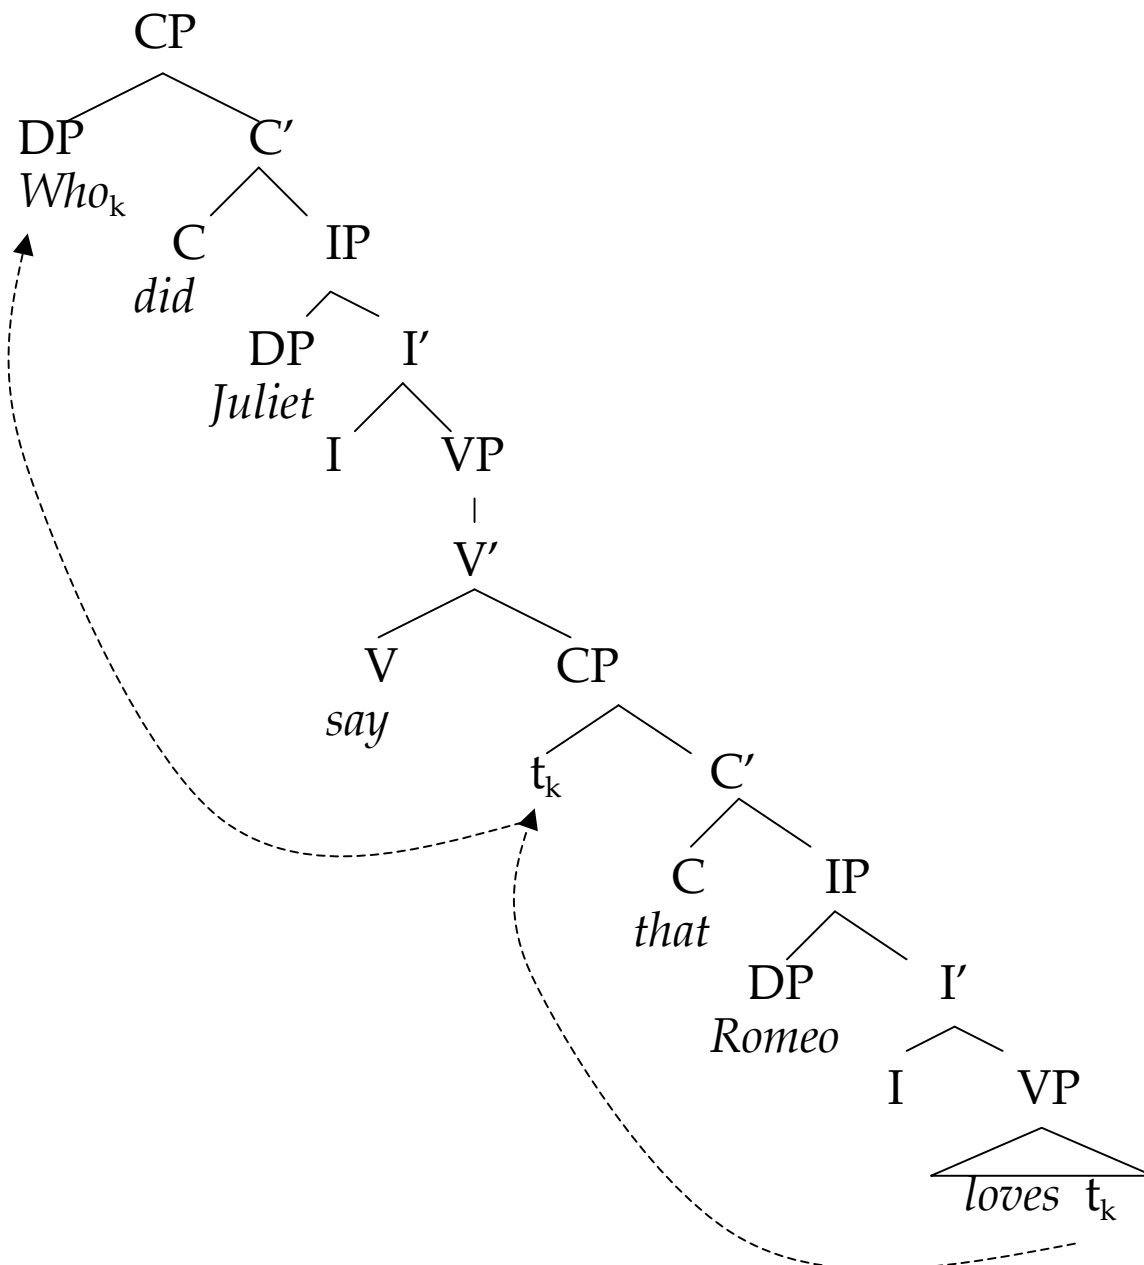 CP
DP C′
Whoₖ
C IP
did
DP I′
Juliet
I VP
V′
V CP
say
tₖ C′
C IP
that
DP I′
Romeo
I VP
loves tₖ